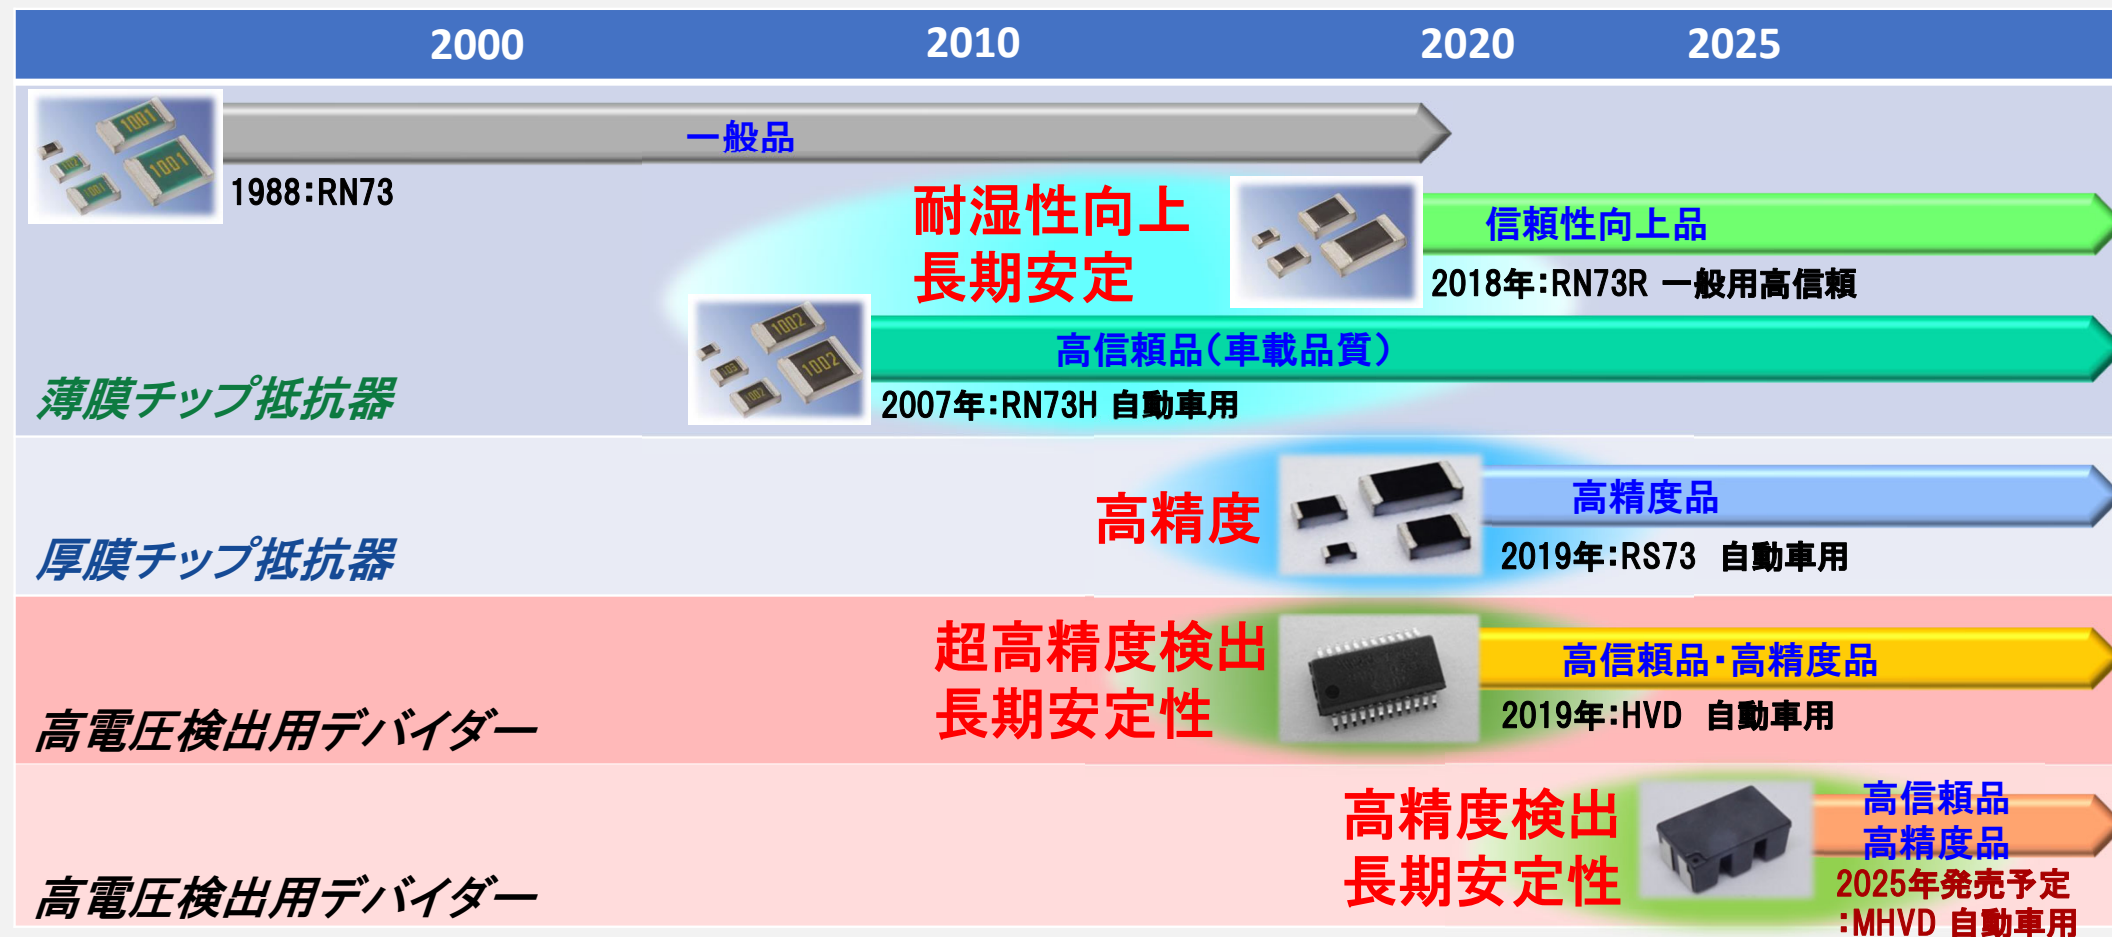 2000
2010
2020
2025
一般品
1988:RN73
耐湿性向上
長期安定
信頼性向上品
2018年:RN73R 一般用高信頼
高信頼品(車載品質)
2007年:RN73H 自動車用
薄膜チップ抵抗器
高精度
高精度品
2019年:RS73 自動車用
厚膜チップ抵抗器
超高精度検出
長期安定性
高信頼品・高精度品
2019年:HVD 自動車用
高電圧検出用デバイダー
高精度検出
長期安定性
高信頼品
高精度品
2025年発売予定
:MHVD 自動車用
高電圧検出用デバイダー
1001
1001
1002
1002